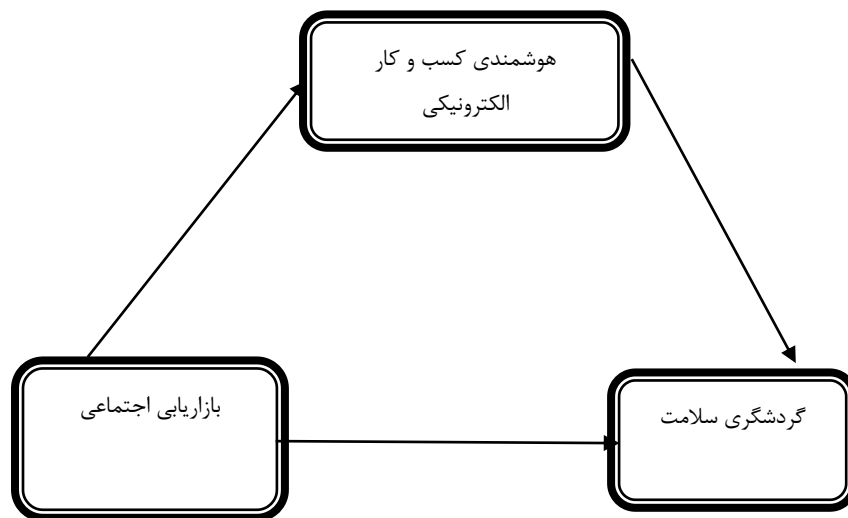 هوشمندی کسب و کار
الکترونیکی
بازاریابی اجتماعی
گردشگری سلامت